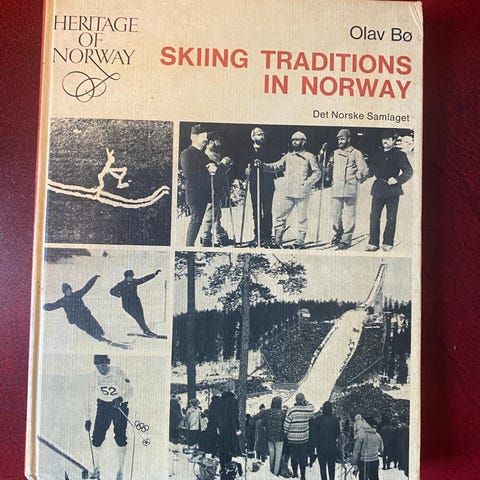 HERITAGE
OF
NORWAY
Olav Bø
SKIING TRADITIONS
IN NORWAY
Det Norske Samlaget
52